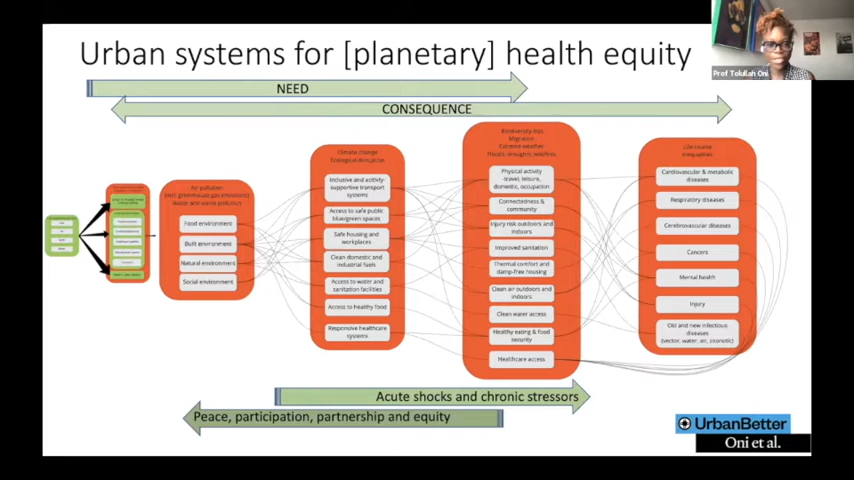 Urban systems for [planetary] health equity
Prof Tolullah Oni
NEED
CONSEQUENCE
Air pollution
(incl. greenhouse gas emissions)
Waste and water pollution
Food environment
Built environment
Natural environment
Social environment
Climate change
Ecological disruption
Inclusive and activity-
supportive transport
systems
Access to safe public
blue/green spaces
Safe housing and
workplaces
Clean domestic and
industrial fuels
Access to water and
sanitation facilities
Access to healthy food
Responsive healthcare
systems
Biodiversity loss
Migration
Extreme weather
Floods, droughts, wildfires
Physical activity
-travel, leisure,
domestic, occupation
Connectedness &
community
Injury risk outdoors and
indoors
Improved sanitation
Thermal comfort and
damp-free housing
Clean air outdoors and
indoors
Clean water access
Healthy eating & food
security
Healthcare access
Life course
inequalities
Cardiovascular & metabolic
diseases
Respiratory diseases
Cerebrovascular diseases
Cancers
Mental health
Injury
Old and new infectious
diseases
(vector, water, air, zoonotic)
Acute shocks and chronic stressors
Peace, participation, partnership and equity
UrbanBetter
Oni et al.